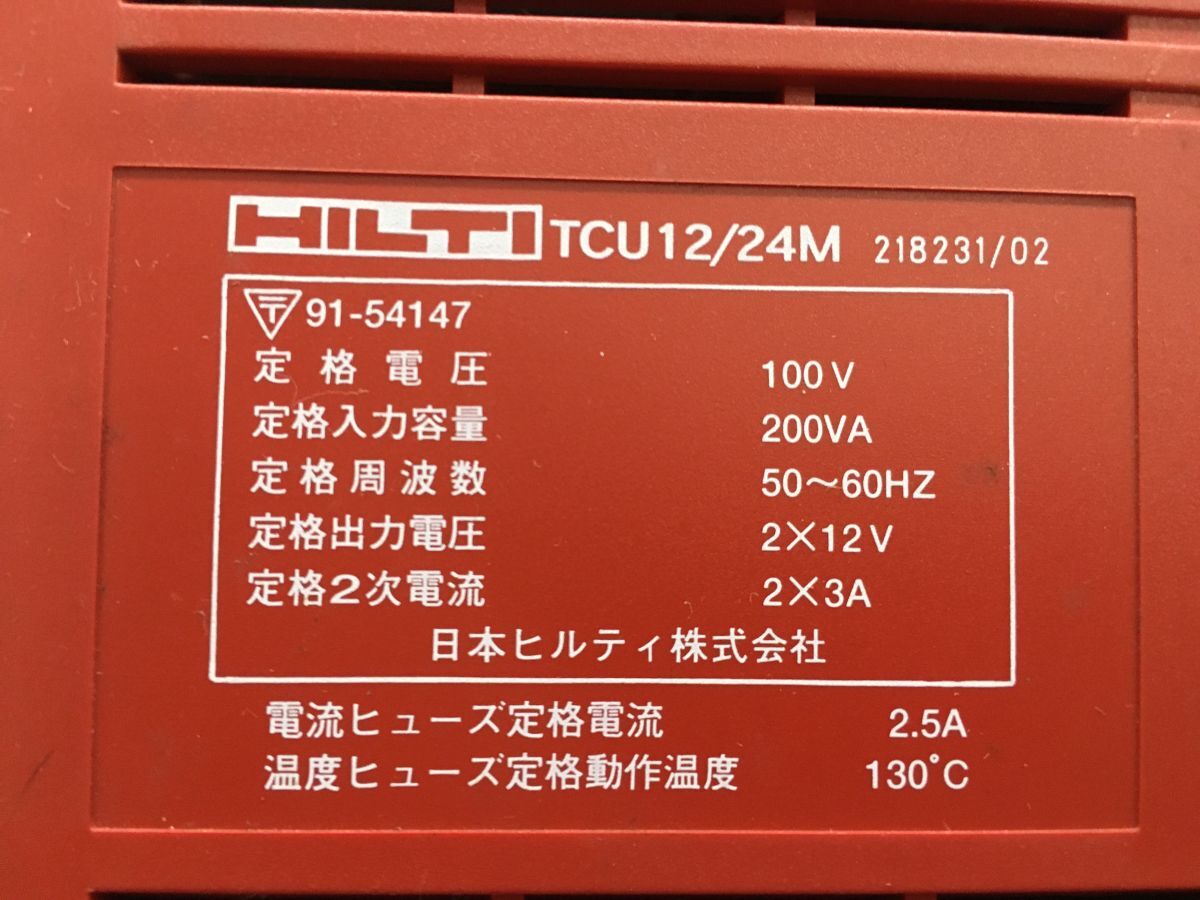 HILTI TCU12/24M 218231/02
〒 91-54147
定格電圧 100V
定格入力容量 200VA
定格周波数 50～60HZ
定格出力電圧 2×12V
定格2次電流 2×3A
日本ヒルティ株式会社
電流ヒューズ定格電流 2.5A
温度ヒューズ定格動作温度 130°C